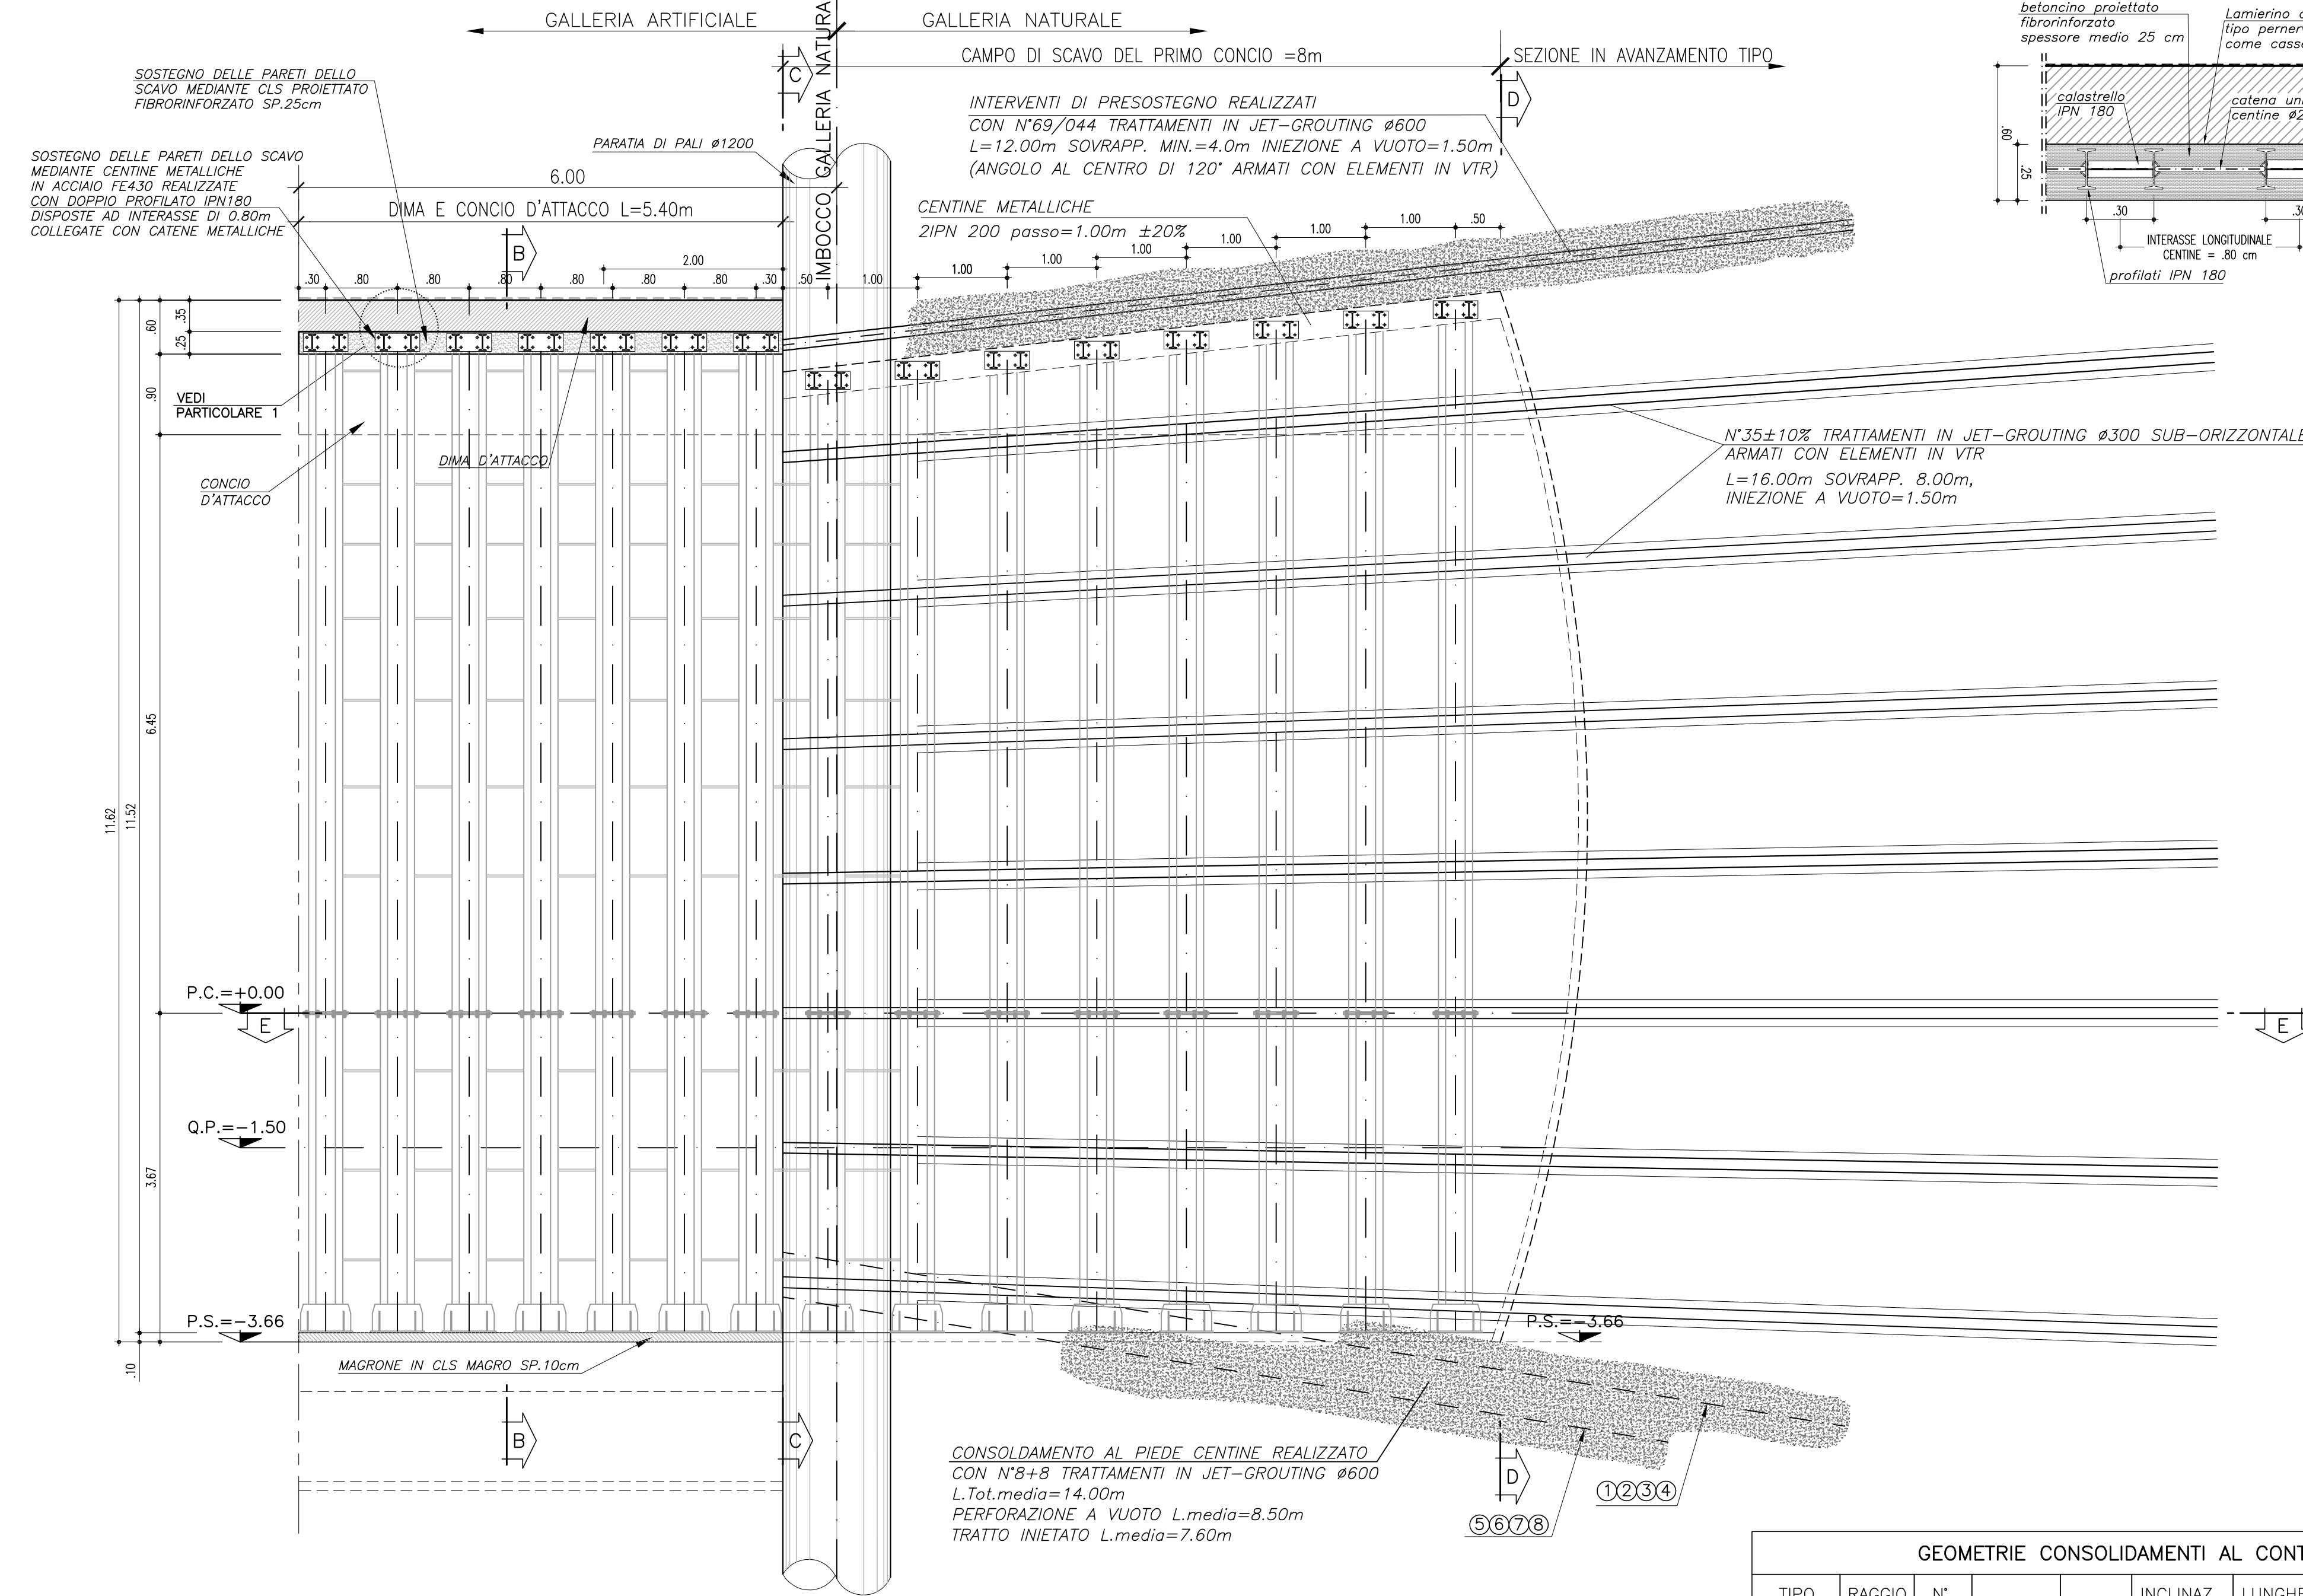 GALLERIA ARTIFICIALE
GALLERIA NATURALE
CAMPO DI SCAVO DEL PRIMO CONCIO =8m
SEZIONE IN AVANZAMENTO TIPO
C
D
IMBOCCO GALLERIA NATURA
SOSTEGNO DELLE PARETI DELLO
SCAVO MEDIANTE CLS PROIETTATO
FIBRORINFORZATO SP.25cm
SOSTEGNO DELLE PARETI DELLO SCAVO
MEDIANTE CENTINE METALLICHE
IN ACCIAIO FE430 REALIZZATE
CON DOPPIO PROFILATO IPN180
DISPOSTE AD INTERASSE DI 0.80m
COLLEGATE CON CATENE METALLICHE
PARATIA DI PALI ø1200
6.00
DIMA E CONCIO D'ATTACCO L=5.40m
B
2.00
.30
.80
.80
.80
.80
.80
.80
.30
.50
1.00
1.00
1.00
1.00
1.00
1.00
1.00
.50
INTERVENTI DI PRESOSTEGNO REALIZZATI
CON N°69/044 TRATTAMENTI IN JET-GROUTING ø600
L=12.00m SOVRAPP. MIN.=4.0m INIEZIONE A VUOTO=1.50m
(ANGOLO AL CENTRO DI 120° ARMATI CON ELEMENTI IN VTR)
CENTINE METALLICHE
2IPN 200 passo=1.00m ±20%
betoncino proiettato
fibrorinforzato
spessore medio 25 cm
Lamierino
tipo perner
come cass
calastrello
IPN 180
catena un
centine ø2
.60
.25
.30
.30
INTERASSE LONGITUDINALE
CENTINE = .80 cm
profilati IPN 180
.60
.35
.25
.90
6.45
11.62
11.52
3.67
.10
VEDI
PARTICOLARE 1
CONCIO
D'ATTACCO
DIMA D'ATTACCO
N°35±10% TRATTAMENTI IN JET-GROUTING ø300 SUB-ORIZZONTALE
ARMATI CON ELEMENTI IN VTR
L=16.00m SOVRAPP. 8.00m,
INIEZIONE A VUOTO=1.50m
P.C.=+0.00
E
E
Q.P.=-1.50
P.S.=-3.66
P.S.=-3.66
MAGRONE IN CLS MAGRO SP.10cm
B
C
D
CONSOLDAMENTO AL PIEDE CENTINE REALIZZATO
CON N°8+8 TRATTAMENTI IN JET-GROUTING ø600
L.Tot.media=14.00m
PERFORAZIONE A VUOTO L.media=8.50m
TRATTO INIETATO L.media=7.60m
①②③④
⑤⑥⑦⑧
GEOMETRIE CONSOLIDAMENTI AL CONT
TIPO RAGGIO N° INCLINAZ. LUNGHE